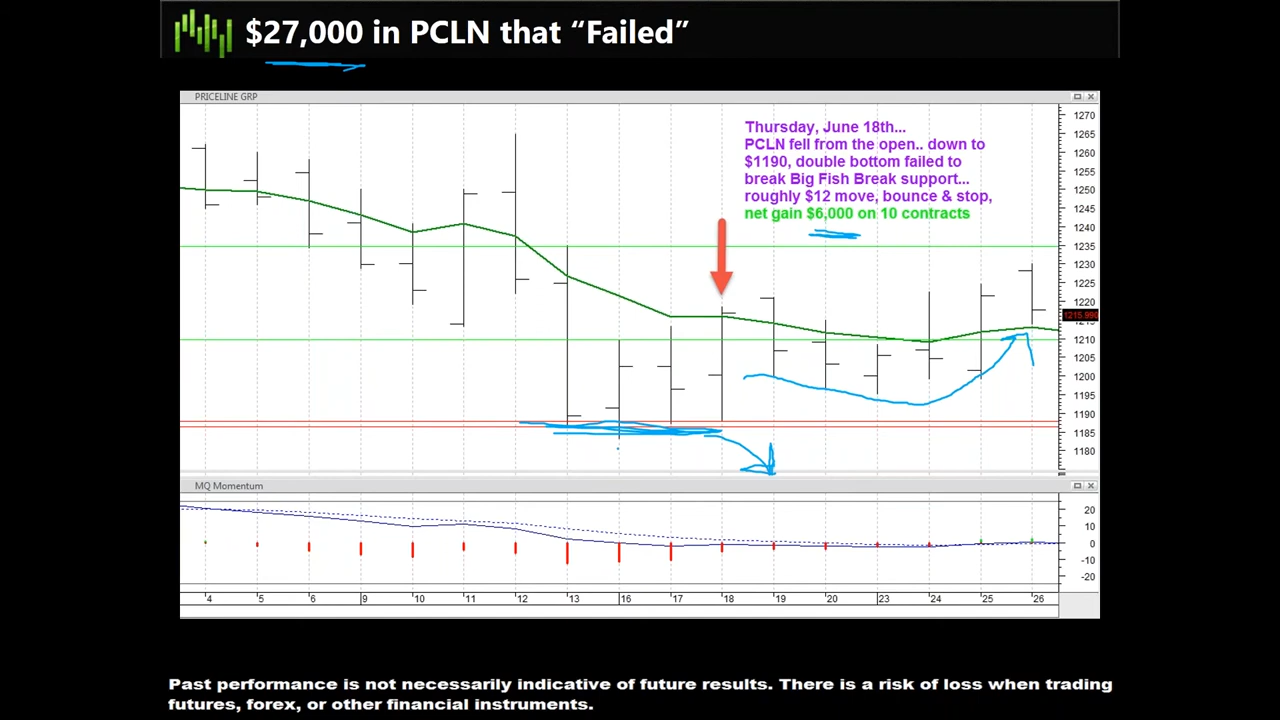 $27,000 in PCLN that “Failed”
PRICELINE GRP
Thursday, June 18th...
PCLN fell from the open.. down to
$1190, double bottom failed to
break Big Fish Break support...
roughly $12 move, bounce & stop,
net gain $6,000 on 10 contracts
1270
1265
1260
1255
1250
1245
1240
1235
1230
1225
1220
1215.990
1215
1210
1205
1200
1195
1190
1185
1180
MQ Momentum
20
10
0
-10
-20
4 5 6 9 10 11 12 13 16 17 18 19 20 23 24 25 26
Past performance is not necessarily indicative of future results. There is a risk of loss when trading
futures, forex, or other financial instruments.